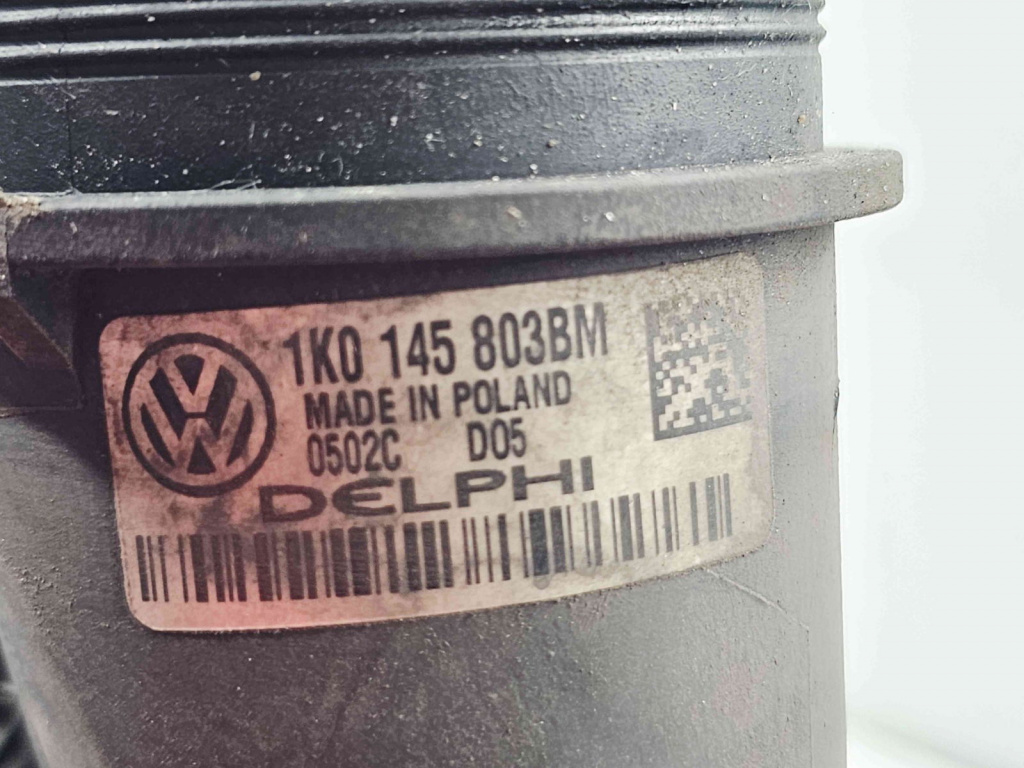 1K0 145 803BM
MADE IN POLAND
0502C D05
DELPHI